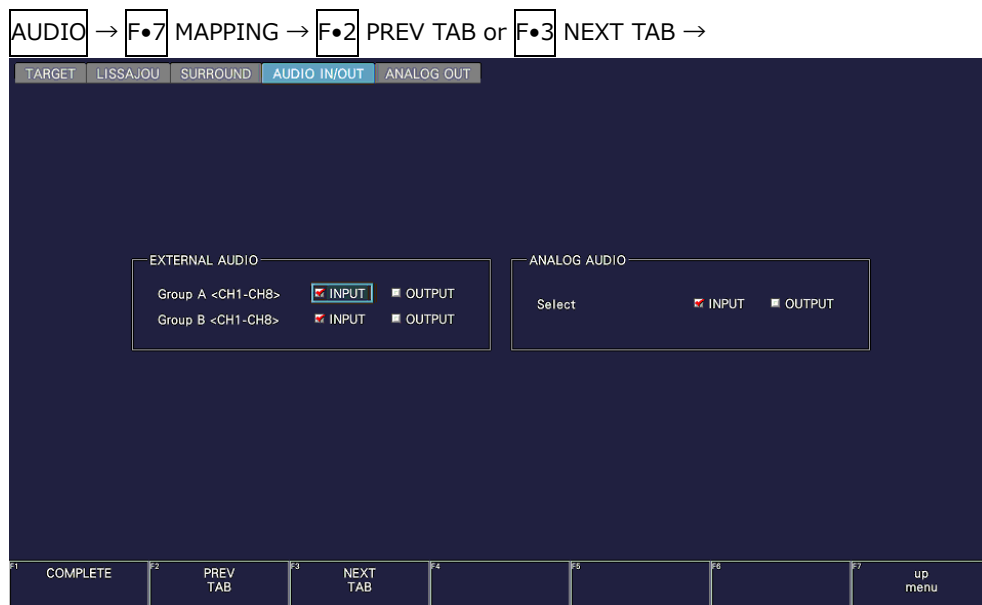 AUDIO → F•7 MAPPING → F•2 PREV TAB or F•3 NEXT TAB →
TARGET LISSAJOU SURROUND AUDIO IN/OUT ANALOG OUT
EXTERNAL AUDIO
Group A <CH1-CH8> INPUT OUTPUT
Group B <CH1-CH8> INPUT OUTPUT
ANALOG AUDIO
Select INPUT OUTPUT
F1 COMPLETE
F2 PREV
TAB
F3 NEXT
TAB
F4
F5
F6
F7 up
menu